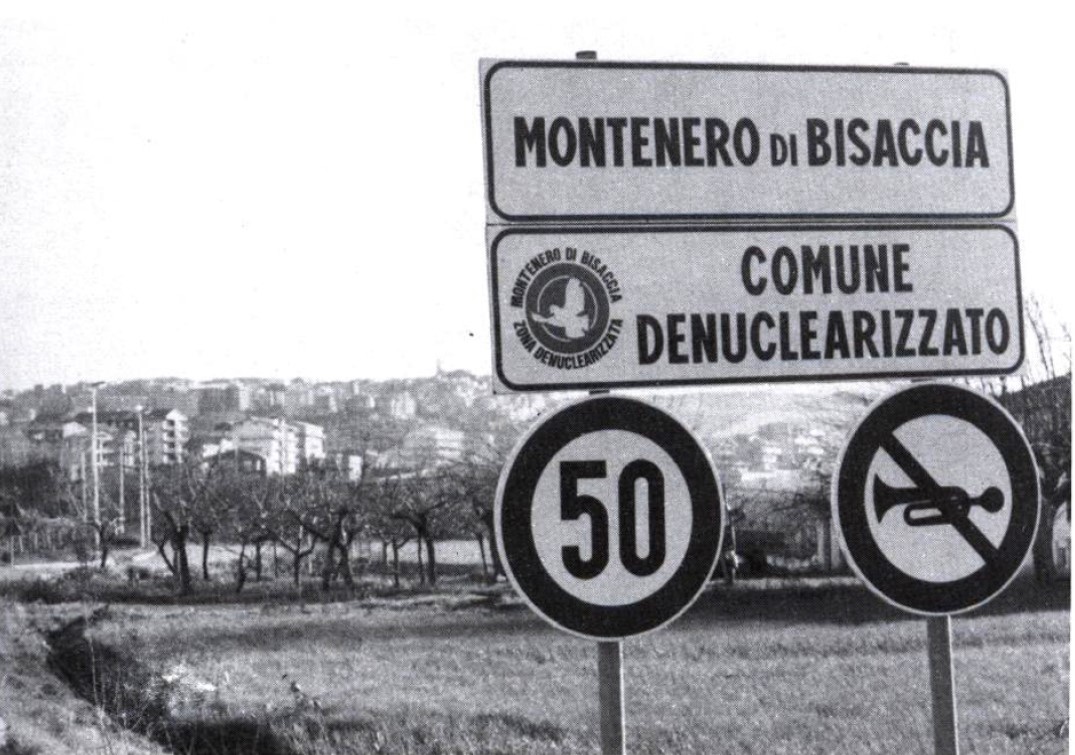 MONTENERO DI BISACCIA
MONTENERO DI BISACCIA
ZONA DENUCLEARIZZATA
COMUNE
DENUCLEARIZZATO
50